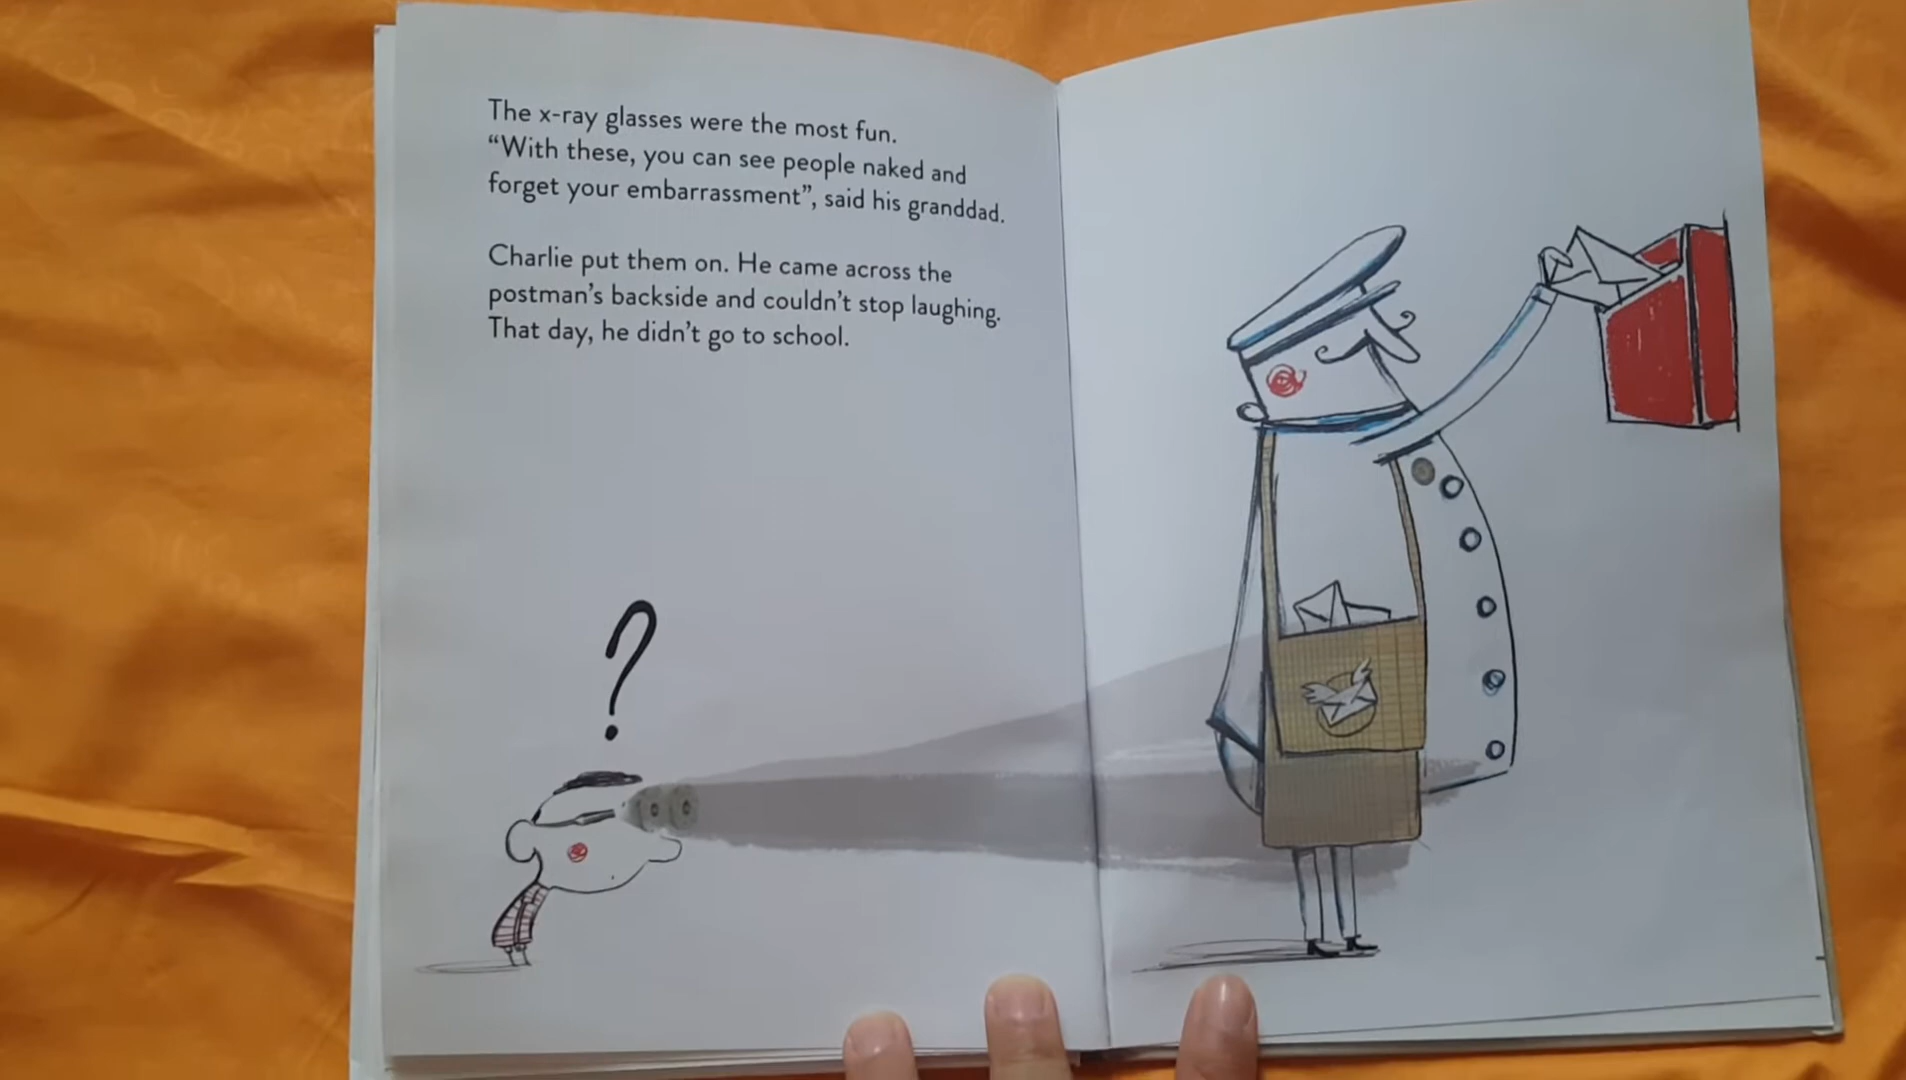 The x-ray glasses were the most fun.
“With these, you can see people naked and
forget your embarrassment”, said his granddad.
Charlie put them on. He came across the
postman’s backside and couldn’t stop laughing.
That day, he didn’t go to school.
?